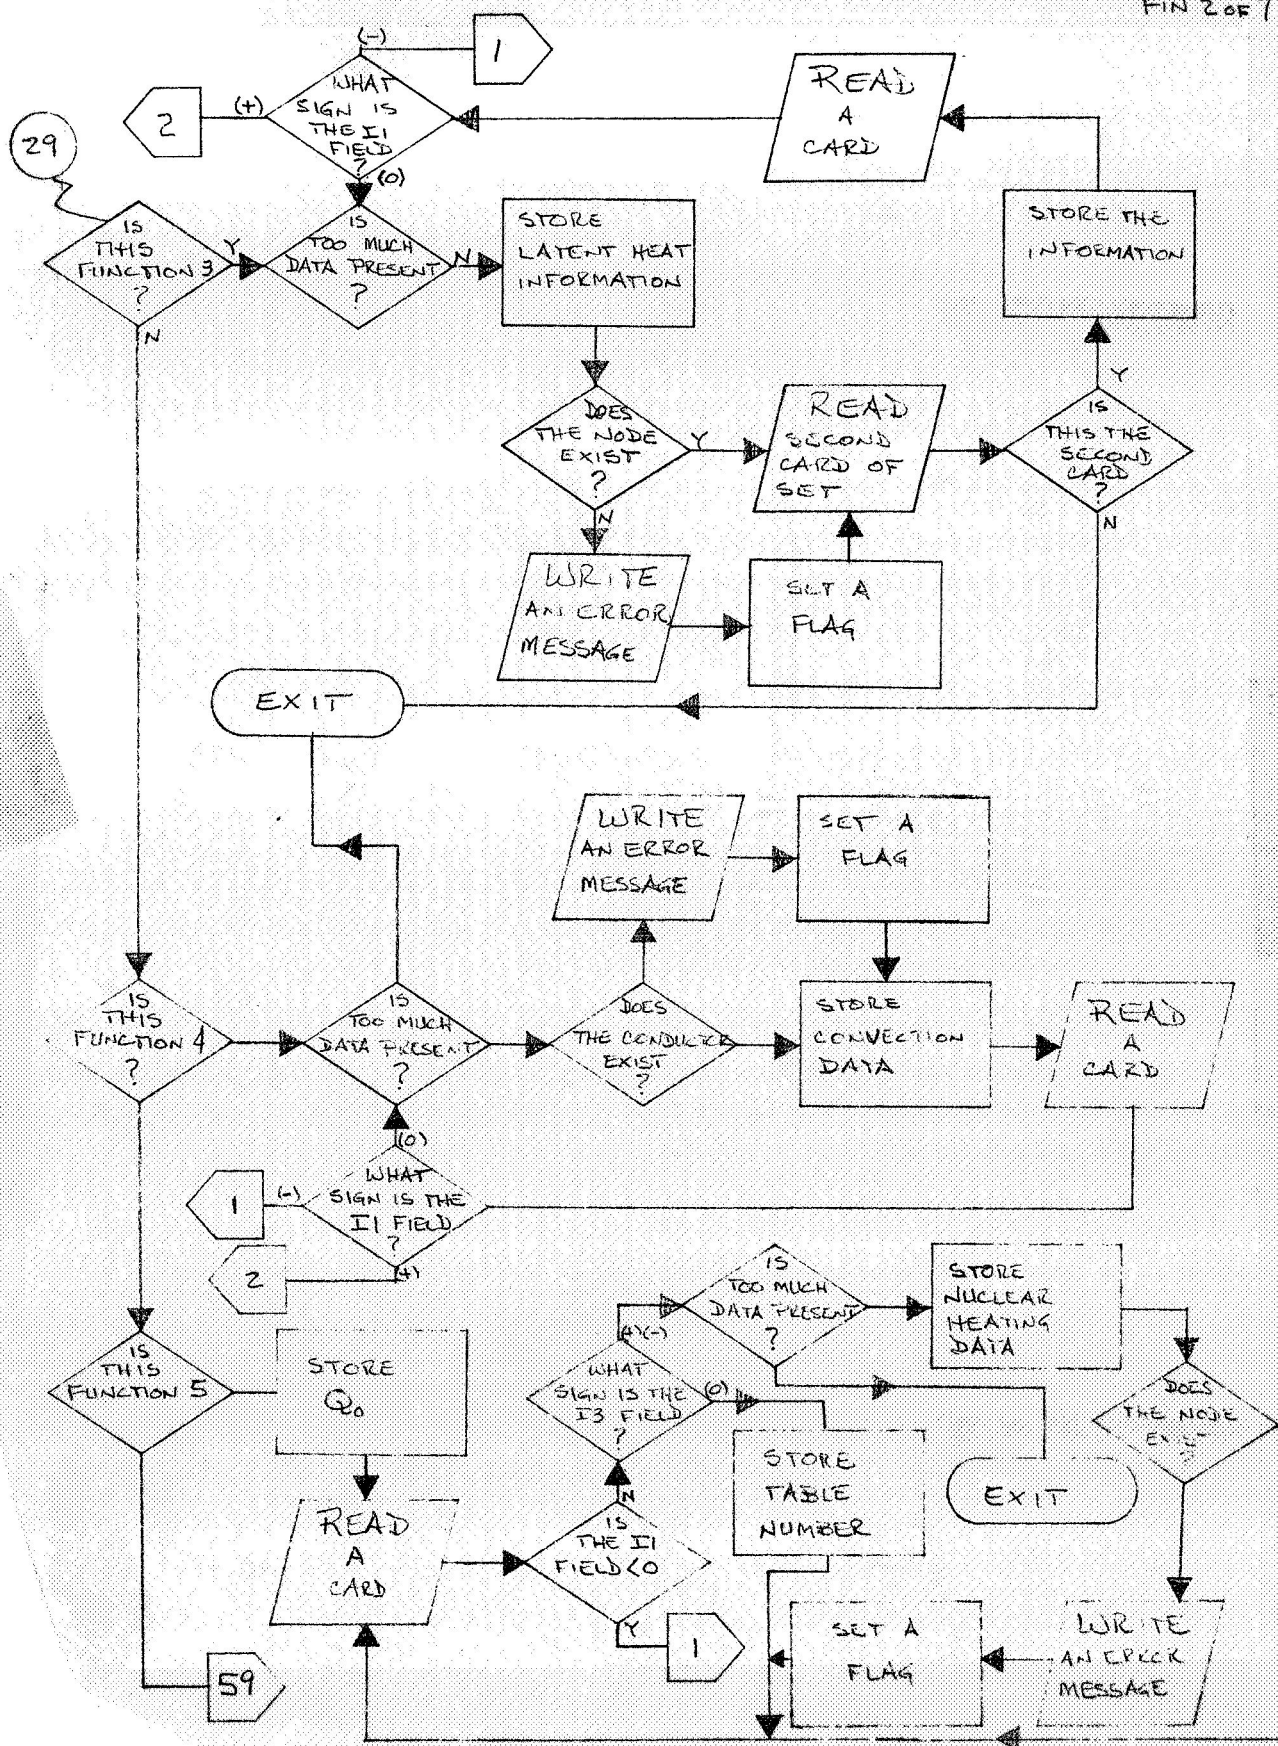 FIN 2 OF 7
(-)
1
WHAT
SIGN IS
THE I1
FIELD
?
(+)
2
(0)
READ
A
CARD
29
IS
THIS
FUNCTION 3
?
Y
N
IS
TOO MUCH
DATA PRESENT
?
N
STORE
LATENT HEAT
INFORMATION
STORE THE
INFORMATION
Y
DOES
THE NODE
EXIST
?
Y
N
READ
SECOND
CARD OF
SET
IS
THIS THE
SECOND
CARD
?
N
WRITE
AN ERROR
MESSAGE
SET A
FLAG
EXIT
WRITE
AN ERROR
MESSAGE
SET A
FLAG
IS
THIS
FUNCTION 4
?
IS
TOO MUCH
DATA PRESENT
?
DOES
THE CONDUCTOR
EXIST
?
STORE
CONVECTION
DATA
READ
A
CARD
(0)
WHAT
SIGN IS THE
I1 FIELD
?
(-)
1
(+)
2
IS
TOO MUCH
DATA PRESENT
?
STORE
NUCLEAR
HEATING
DATA
IS
THIS
FUNCTION 5
STORE
Q₀
(+)(-)
WHAT
SIGN IS THE
I3 FIELD
?
(0)
DOES
THE NODE
EXIST
?
STORE
TABLE
NUMBER
EXIT
READ
A
CARD
N
IS
THE I1
FIELD<0
Y
1
SET A
FLAG
WRITE
AN ERROR
MESSAGE
59